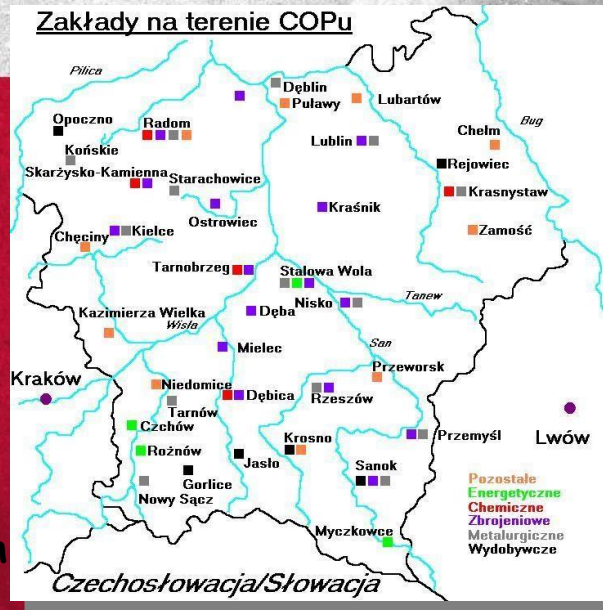 Zakłady na terenie COPu
Pilica
Dęblin
Puławy
Lubartów
Opoczno
Radom
Chełm
Bug
Końskie
Lublin
Rejowiec
Skarżysko-Kamienna
Starachowice
Krasnystaw
Ostrowiec
Kraśnik
Chęciny
Kielce
Zamość
Tarnobrzeg
Stalowa Wola
Nisko
Tanew
Kazimierza Wielka
Wisła
Dęba
Mielec
San
Przeworsk
Kraków
Niedomice
Tarnów
Dębica
Rzeszów
Lwów
Czchów
Krosno
Przemyśl
Rożnów
Jasło
Sanok
Gorlice
Nowy Sącz
Pozostałe
Energetyczne
Chemiczne
Zbrojeniowe
Metalurgiczne
Wydobywcze
Myczkowce
Czechosłowacja/Słowacja